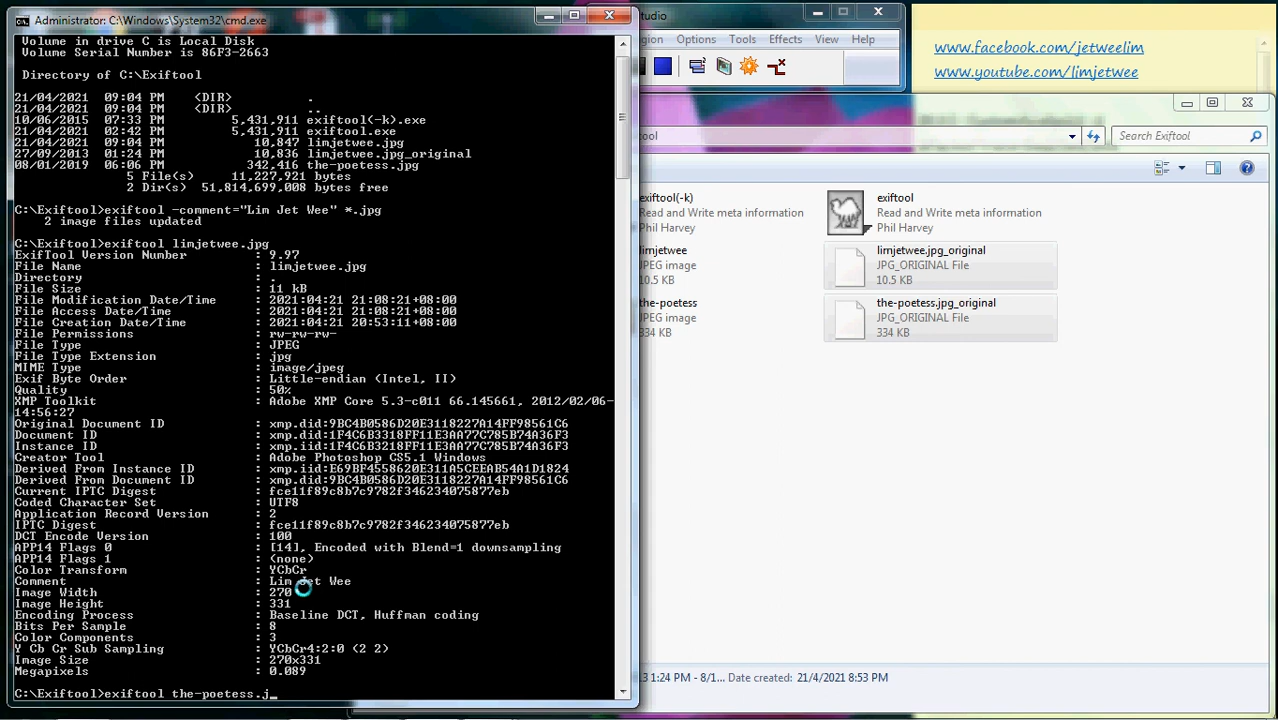 Administrator: C:\Windows\System32\cmd.exe
Volume in drive C is Local Disk
Volume Serial Number is 86F3-2663
Directory of C:\Exiftool
21/04/2021  09:04 PM    <DIR>          .
21/04/2021  09:04 PM    <DIR>          ..
10/06/2015  07:33 PM         5,431,911 exiftool(-k).exe
21/04/2021  02:42 PM         5,431,911 exiftool.exe
21/04/2021  09:04 PM            10,847 limjetwee.jpg
27/09/2013  01:24 PM            10,836 limjetwee.jpg_original
08/01/2019  06:06 PM           342,416 the-poetess.jpg
5 File(s)     11,227,921 bytes
2 Dir(s)  51,814,699,008 bytes free
C:\Exiftool>exiftool -comment="Lim Jet Wee" *.jpg
2 image files updated
C:\Exiftool>exiftool limjetwee.jpg
ExifTool Version Number : 9.97
File Name : limjetwee.jpg
Directory : .
File Size : 11 kB
File Modification Date/Time : 2021:04:21 21:08:21+08:00
File Access Date/Time : 2021:04:21 21:08:21+08:00
File Creation Date/Time : 2021:04:21 20:53:11+08:00
File Permissions : rw-rw-rw-
File Type : JPEG
File Type Extension : jpg
MIME Type : image/jpeg
Exif Byte Order : Little-endian (Intel, II)
Quality : 50%
XMP Toolkit : Adobe XMP Core 5.3-c011 66.145661, 2012/02/06-
14:56:27
Original Document ID : xmp.did:9BC4B0586D20E3118227A14FF98561C6
Document ID : xmp.did:1F4C6B3318FF11E3AA77C785B74A36F3
Instance ID : xmp.iid:1F4C6B3218FF11E3AA77C785B74A36F3
Creator Tool : Adobe Photoshop CS5.1 Windows
Derived From Instance ID : xmp.iid:E69BF4558620E311A5CEEAB54A1D1824
Derived From Document ID : xmp.did:9BC4B0586D20E3118227A14FF98561C6
Current IPTC Digest : fce11f89c8b7c9782f346234075877eb
Coded Character Set : UTF8
Application Record Version : 2
IPTC Digest : fce11f89c8b7c9782f346234075877eb
DCT Encode Version : 100
APP14 Flags 0 : [14], Encoded with Blend=1 downsampling
APP14 Flags 1 : (none)
Color Transform : YCbCr
Comment : Lim Jet Wee
Image Width : 270
Image Height : 331
Encoding Process : Baseline DCT, Huffman coding
Bits Per Sample : 8
Color Components : 3
Y Cb Cr Sub Sampling : YCbCr4:2:0 (2 2)
Image Size : 270x331
Megapixels : 0.089
C:\Exiftool>exiftool the-poetess.j_
Options Tools Effects View Help
www.facebook.com/jetweelim
www.youtube.com/limjetwee
Search Exiftool
exiftool(-k)
Read and Write meta information
Phil Harvey
exiftool
Read and Write meta information
Phil Harvey
limjetwee
JPEG image
10.5 KB
limjetwee.jpg_original
JPG_ORIGINAL File
10.5 KB
the-poetess
JPEG image
334 KB
the-poetess.jpg_original
JPG_ORIGINAL File
334 KB
1:24 PM - 8/1... Date created: 21/4/2021 8:53 PM